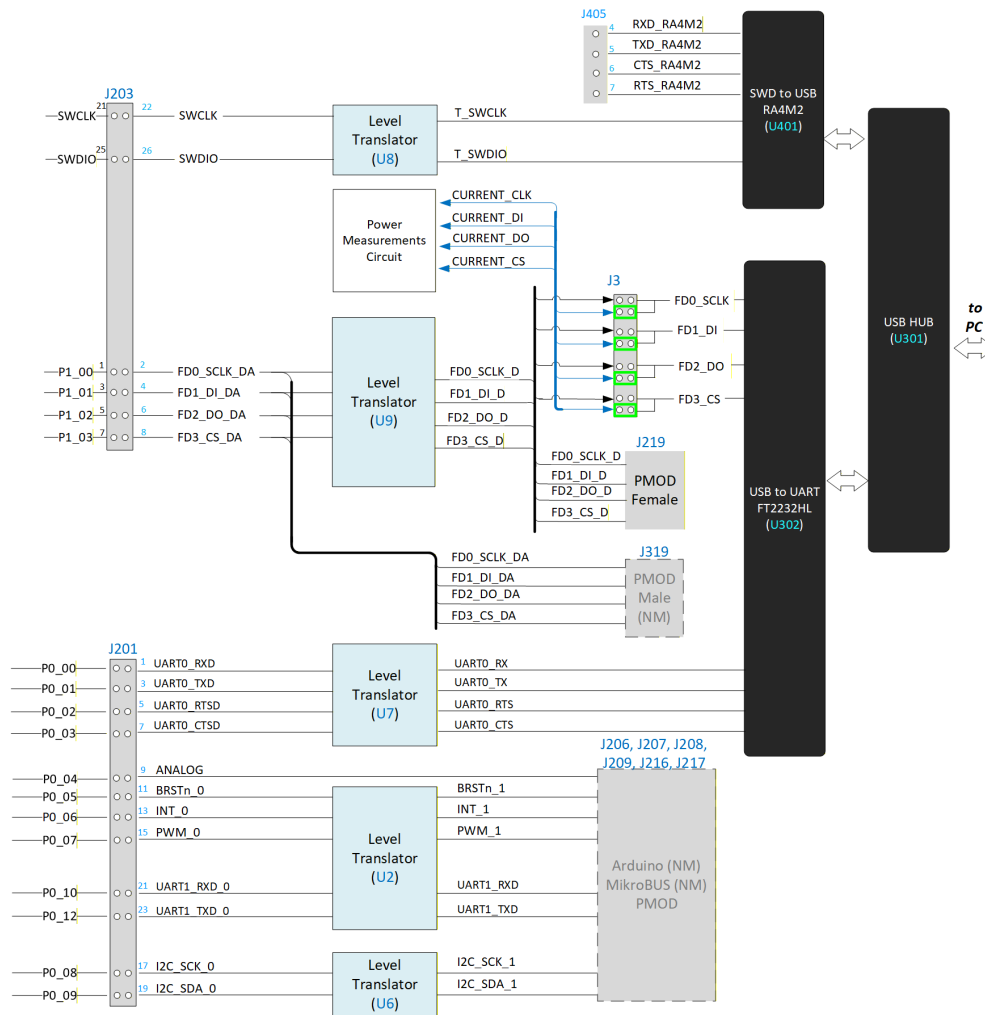 J405
4 RXD_RA4M2
5 TXD_RA4M2
6 CTS_RA4M2
7 RTS_RA4M2
SWD to USB
RA4M2
(U401)
J203
SWCLK 21 22 SWCLK
SWDIO 25 26 SWDIO
Level
Translator
(U8)
T_SWCLK
T_SWDIO
Power
Measurements
Circuit
CURRENT_CLK
CURRENT_DI
CURRENT_DO
CURRENT_CS
J3
FD0_SCLK
FD1_DI
FD2_DO
FD3_CS
USB HUB
(U301)
to
PC
P1_00 1 2 FD0_SCLK_DA
P1_01 3 4 FD1_DI_DA
P1_02 5 6 FD2_DO_DA
P1_03 7 8 FD3_CS_DA
Level
Translator
(U9)
FD0_SCLK_D
FD1_DI_D
FD2_DO_D
FD3_CS_D
J219
FD0_SCLK_D
FD1_DI_D
FD2_DO_D
FD3_CS_D
PMOD
Female
USB to UART
FT2232HL
(U302)
J319
FD0_SCLK_DA
FD1_DI_DA
FD2_DO_DA
FD3_CS_DA
PMOD
Male
(NM)
J201
P0_00 1 UART0_RXD
P0_01 3 UART0_TXD
P0_02 5 UART0_RTSD
P0_03 7 UART0_CTSD
Level
Translator
(U7)
UART0_RX
UART0_TX
UART0_RTS
UART0_CTS
J206, J207, J208,
J209, J216, J217
P0_04 9 ANALOG
P0_05 11 BRSTn_0
P0_06 13 INT_0
P0_07 15 PWM_0
P0_10 21 UART1_RXD_0
P0_12 23 UART1_TXD_0
Level
Translator
(U2)
BRSTn_1
INT_1
PWM_1
UART1_RXD
UART1_TXD
Arduino (NM)
MikroBUS (NM)
PMOD
P0_08 17 I2C_SCK_0
P0_09 19 I2C_SDA_0
Level
Translator
(U6)
I2C_SCK_1
I2C_SDA_1